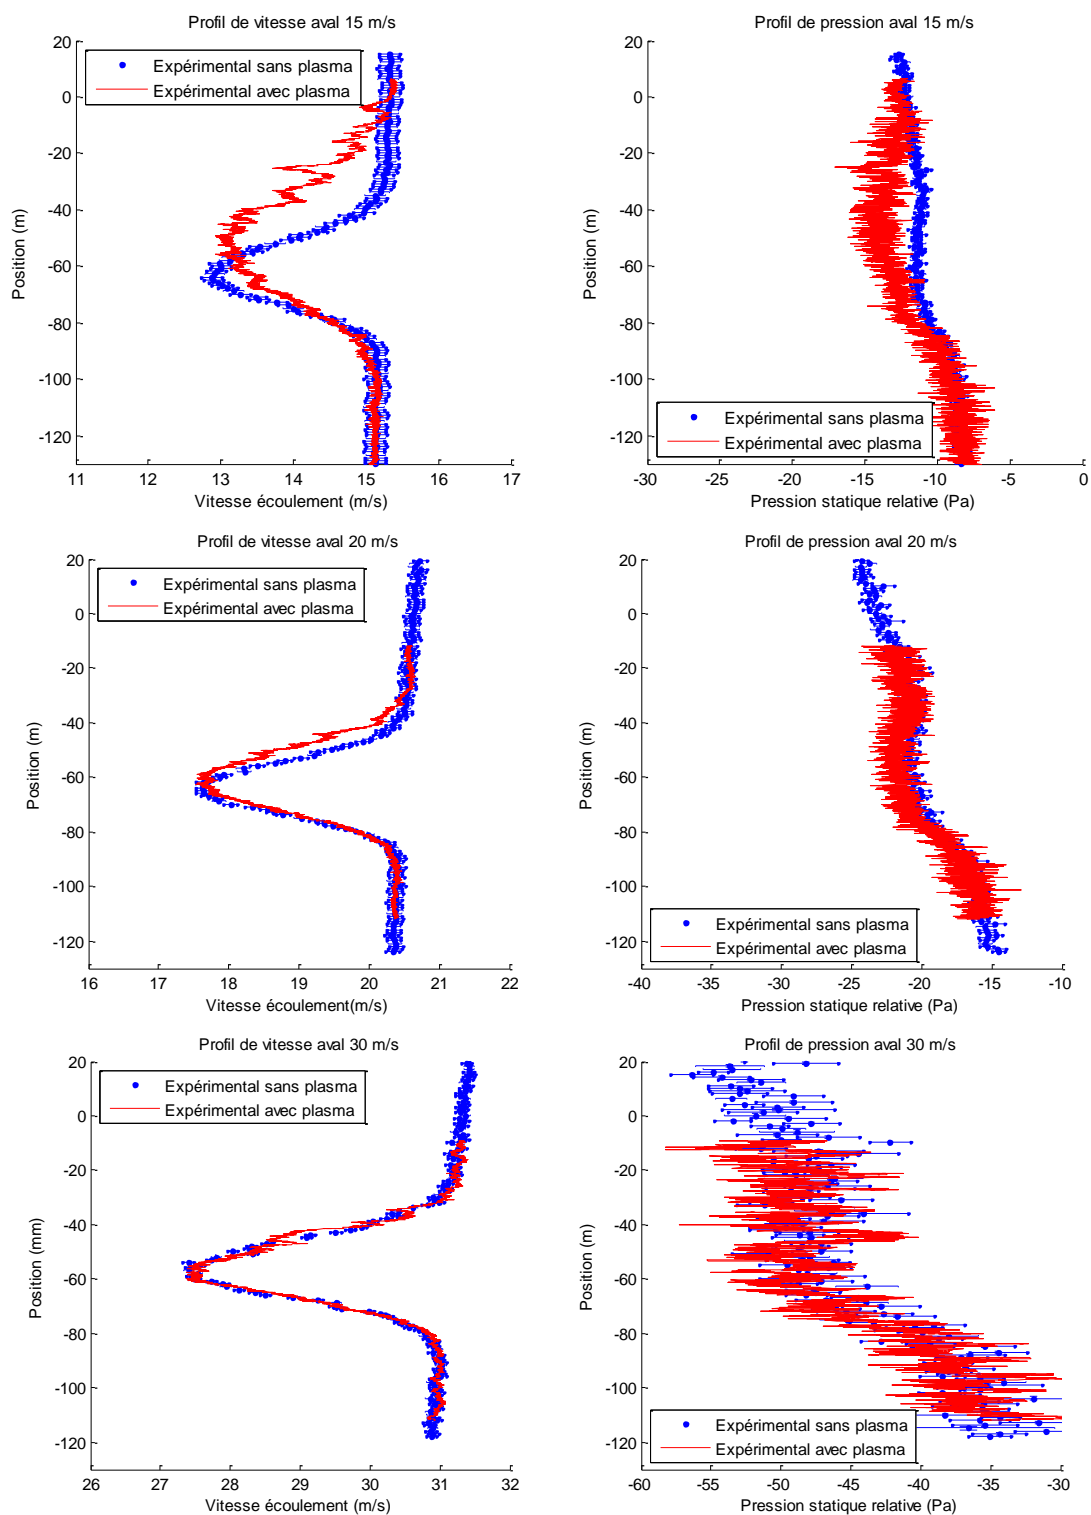 Profil de vitesse aval 15 m/s
20
0
-20
-40
-60
-80
-100
-120
Position (m)
Expérimental sans plasma
Expérimental avec plasma
11 12 13 14 15 16 17
Vitesse écoulement (m/s)
Profil de pression aval 15 m/s
20
0
-20
-40
-60
-80
-100
-120
Position (m)
Expérimental sans plasma
Expérimental avec plasma
-30 -25 -20 -15 -10 -5 0
Pression statique relative (Pa)
Profil de vitesse aval 20 m/s
20
0
-20
-40
-60
-80
-100
-120
Position (m)
Expérimental sans plasma
Expérimental avec plasma
16 17 18 19 20 21 22
Vitesse écoulement(m/s)
Profil de pression aval 20 m/s
20
0
-20
-40
-60
-80
-100
-120
Position (m)
Expérimental sans plasma
Expérimental avec plasma
-40 -35 -30 -25 -20 -15 -10
Pression statique relative (Pa)
Profil de vitesse aval 30 m/s
20
0
-20
-40
-60
-80
-100
-120
Position (mm)
Expérimental sans plasma
Expérimental avec plasma
26 27 28 29 30 31 32
Vitesse écoulement (m/s)
Profil de pression aval 30 m/s
20
0
-20
-40
-60
-80
-100
-120
Position (m)
Expérimental sans plasma
Expérimental avec plasma
-60 -55 -50 -45 -40 -35 -30
Pression statique relative (Pa)